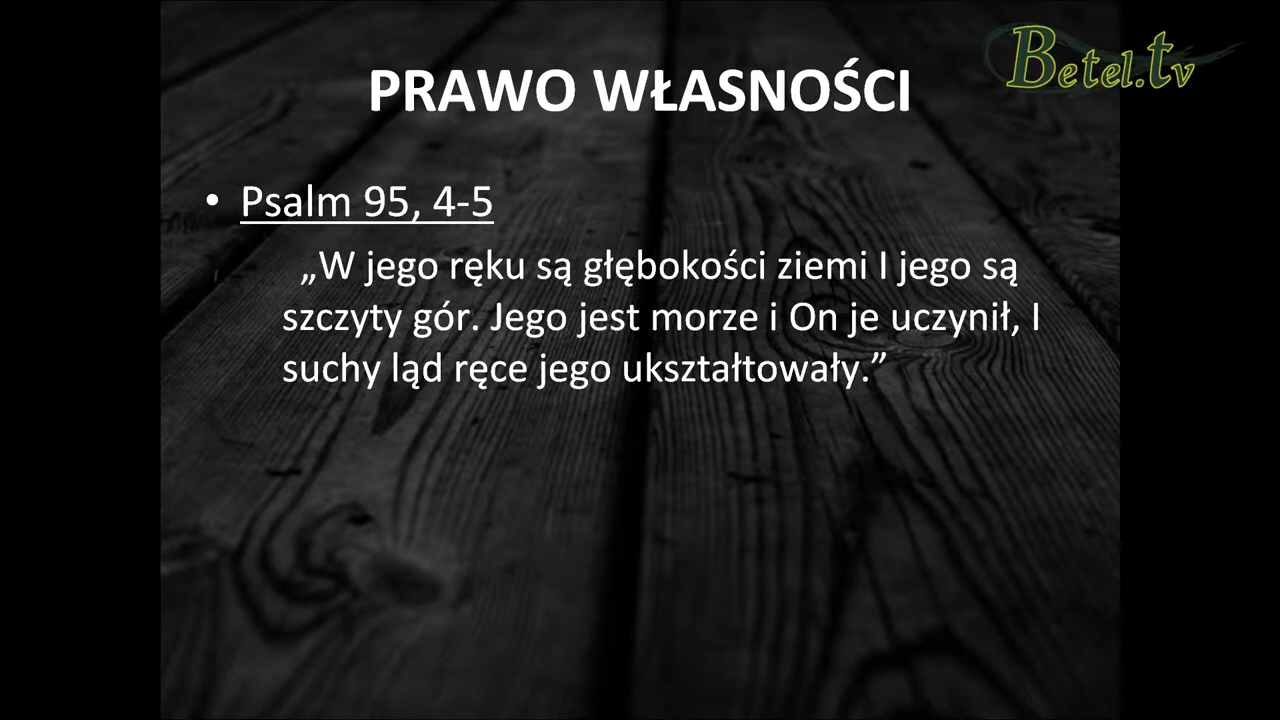 Betel.tv
PRAWO WŁASNOŚCI
• Psalm 95, 4-5
„W jego ręku są głębokości ziemi I jego są
szczyty gór. Jego jest morze i On je uczynił, I
suchy ląd ręce jego ukształtowały.”